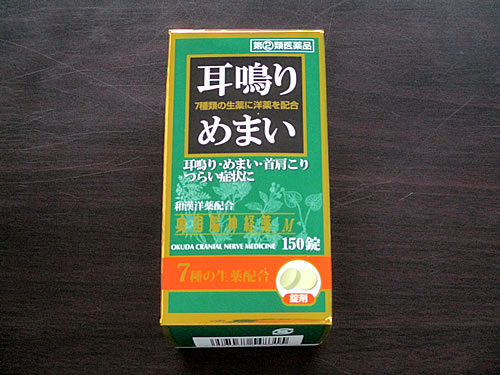 指②類医薬品
耳鳴り
7種類の生薬に洋薬を配合
めまい
耳鳴り・めまい・首肩こり
つらい症状に
和漢洋薬配合
奥田脳神経薬M
OKUDA CRANIAL NERVE MEDICINE 150錠
7種の生薬配合
錠剤